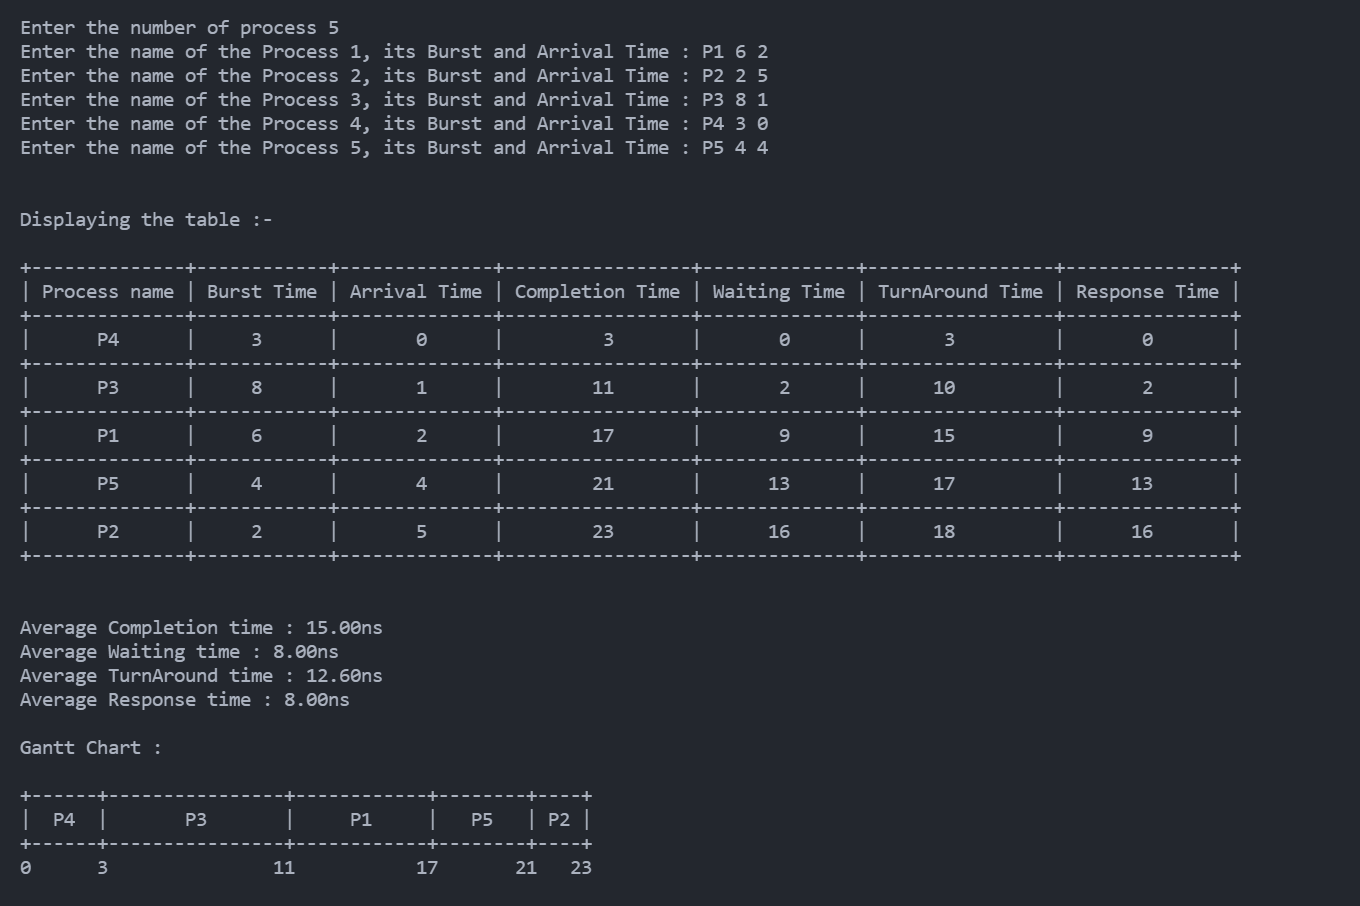 Enter the number of process 5
Enter the name of the Process 1, its Burst and Arrival Time : P1 6 2
Enter the name of the Process 2, its Burst and Arrival Time : P2 2 5
Enter the name of the Process 3, its Burst and Arrival Time : P3 8 1
Enter the name of the Process 4, its Burst and Arrival Time : P4 3 0
Enter the name of the Process 5, its Burst and Arrival Time : P5 4 4
Displaying the table :-
+--------------+------------+--------------+-----------------+--------------+-----------------+---------------+
| Process name | Burst Time | Arrival Time | Completion Time | Waiting Time | TurnAround Time | Response Time |
+--------------+------------+--------------+-----------------+--------------+-----------------+---------------+
|      P4      |     3      |       0      |         3       |       0      |       3         |       0       |
+--------------+------------+--------------+-----------------+--------------+-----------------+---------------+
|      P3      |     8      |       1      |        11       |       2      |      10         |       2       |
+--------------+------------+--------------+-----------------+--------------+-----------------+---------------+
|      P1      |     6      |       2      |        17       |       9      |      15         |       9       |
+--------------+------------+--------------+-----------------+--------------+-----------------+---------------+
|      P5      |     4      |       4      |        21       |      13      |      17         |      13       |
+--------------+------------+--------------+-----------------+--------------+-----------------+---------------+
|      P2      |     2      |       5      |        23       |      16      |      18         |      16       |
+--------------+------------+--------------+-----------------+--------------+-----------------+---------------+
Average Completion time : 15.00ns
Average Waiting time : 8.00ns
Average TurnAround time : 12.60ns
Average Response time : 8.00ns
Gantt Chart :
+------+----------------+------------+--------+----+
|  P4  |       P3       |     P1     |   P5   | P2 |
+------+----------------+------------+--------+----+
0      3               11           17       21   23